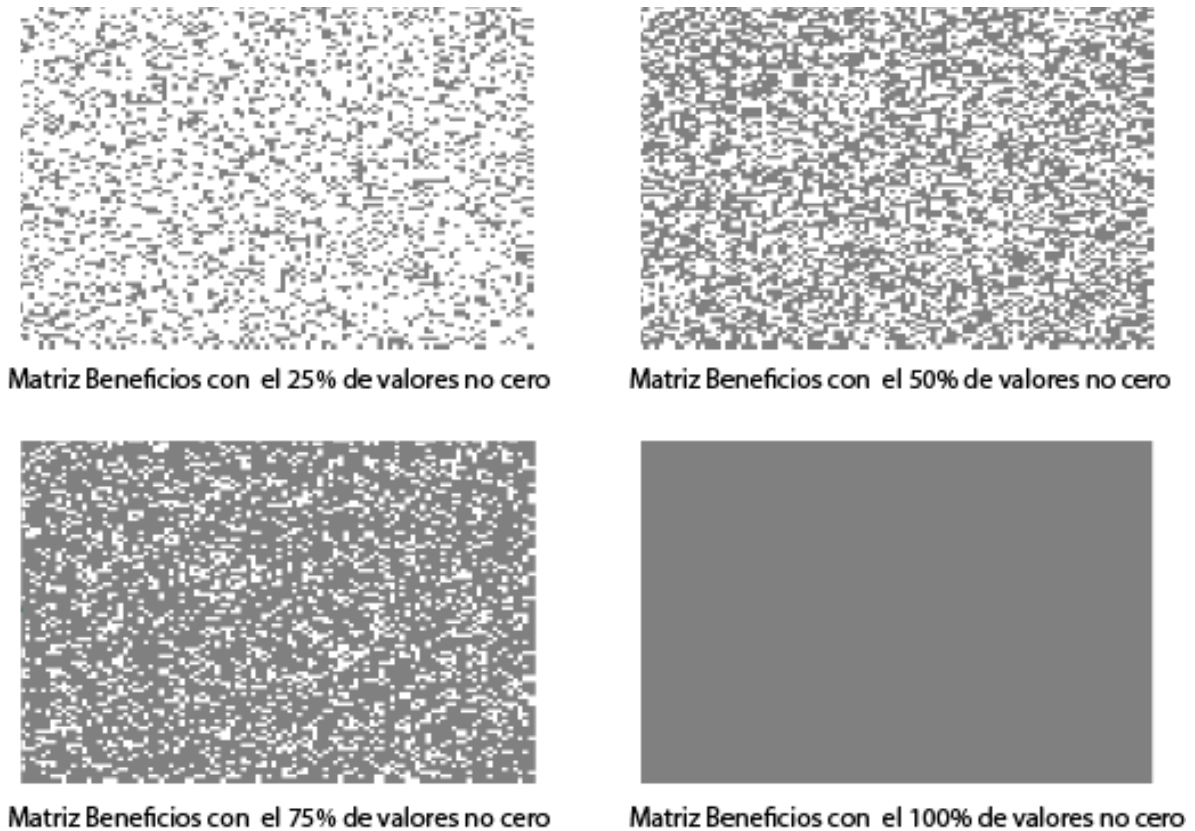 Matriz Beneficios con el 25% de valores no cero
Matriz Beneficios con el 50% de valores no cero
Matriz Beneficios con el 75% de valores no cero
Matriz Beneficios con el 100% de valores no cero